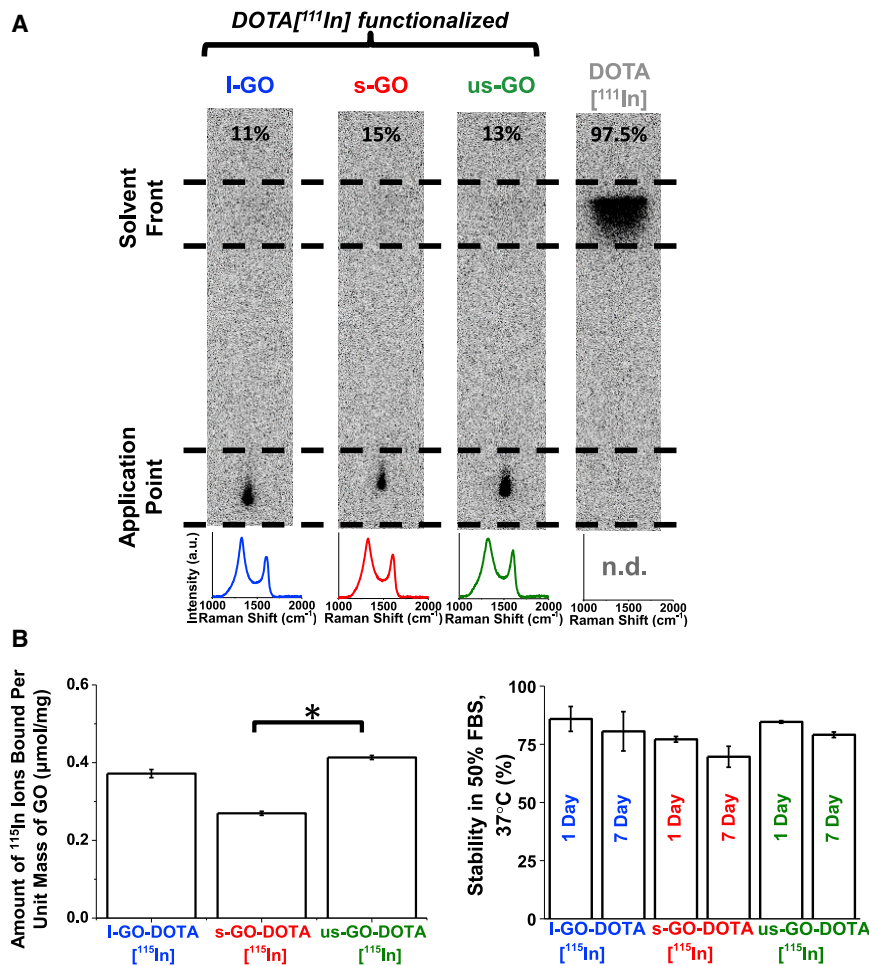 A
DOTA[¹¹¹In] functionalized
l-GO
s-GO
us-GO
DOTA
[¹¹¹In]
11%
15%
13%
97.5%
Solvent
Front
Application
Point
Intensity (a.u.)
1000 1500 2000
Raman Shift (cm⁻¹)
1000 1500 2000
Raman Shift (cm⁻¹)
1000 1500 2000
Raman Shift (cm⁻¹)
n.d.
1000 1500 2000
Raman Shift (cm⁻¹)
B
Amount of ¹¹⁵In Ions Bound Per
Unit Mass of GO (µmol/mg)
0.6
0.4
0.2
0.0
*
l-GO-DOTA
[¹¹⁵In]
s-GO-DOTA
[¹¹⁵In]
us-GO-DOTA
[¹¹⁵In]
Stability in 50% FBS,
37°C (%)
100
75
50
25
0
1 Day
7 Day
1 Day
7 Day
1 Day
7 Day
l-GO-DOTA
[¹¹⁵In]
s-GO-DOTA
[¹¹⁵In]
us-GO-DOTA
[¹¹⁵In]